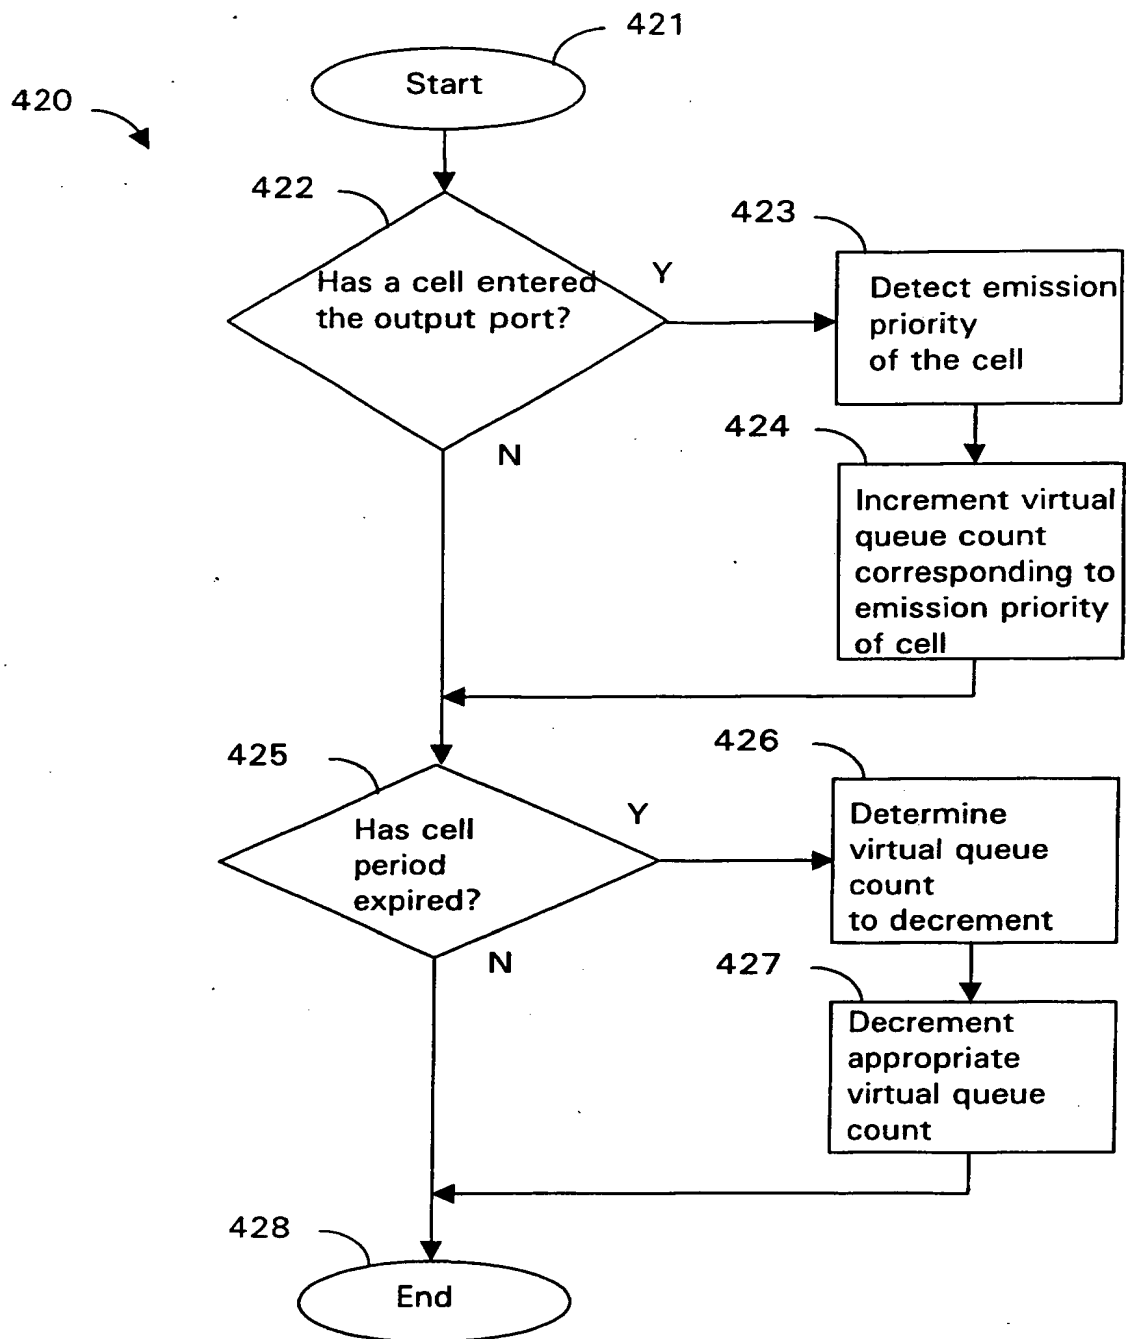 421
Start
420
422
Has a cell entered
the output port?
Y
N
423
Detect emission
priority
of the cell
424
Increment virtual
queue count
corresponding to
emission priority
of cell
425
Has cell
period
expired?
Y
N
426
Determine
virtual queue
count
to decrement
427
Decrement
appropriate
virtual queue
count
428
End